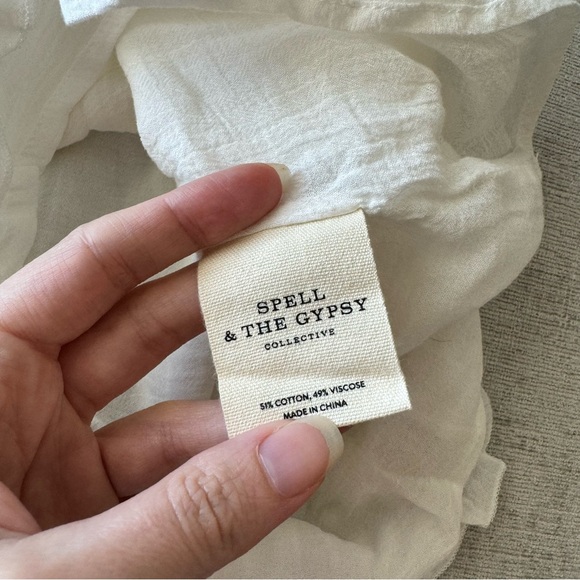 SPELL
& THE GYPSY
COLLECTIVE
51% COTTON, 49% VISCOSE
MADE IN CHINA